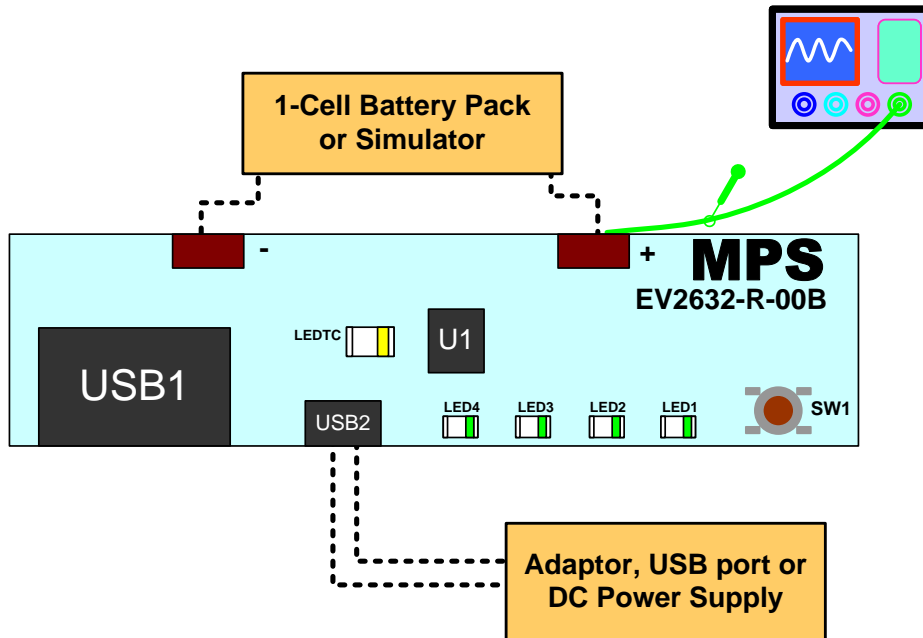 1-Cell Battery Pack
or Simulator
-
+
MPS
EV2632-R-00B
LEDTC
U1
USB1
USB2
LED4
LED3
LED2
LED1
SW1
Adaptor, USB port or
DC Power Supply